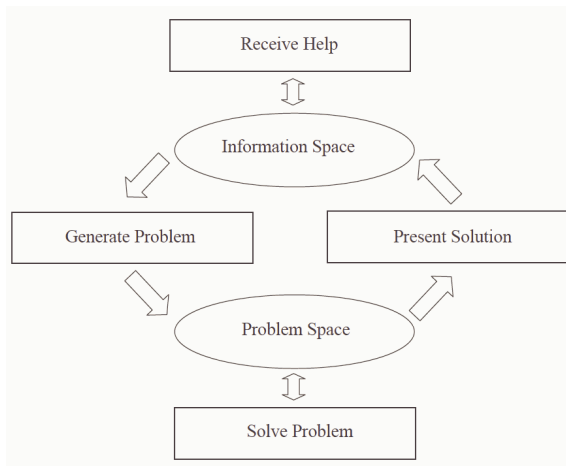 Receive Help
Information Space
Generate Problem
Present Solution
Problem Space
Solve Problem